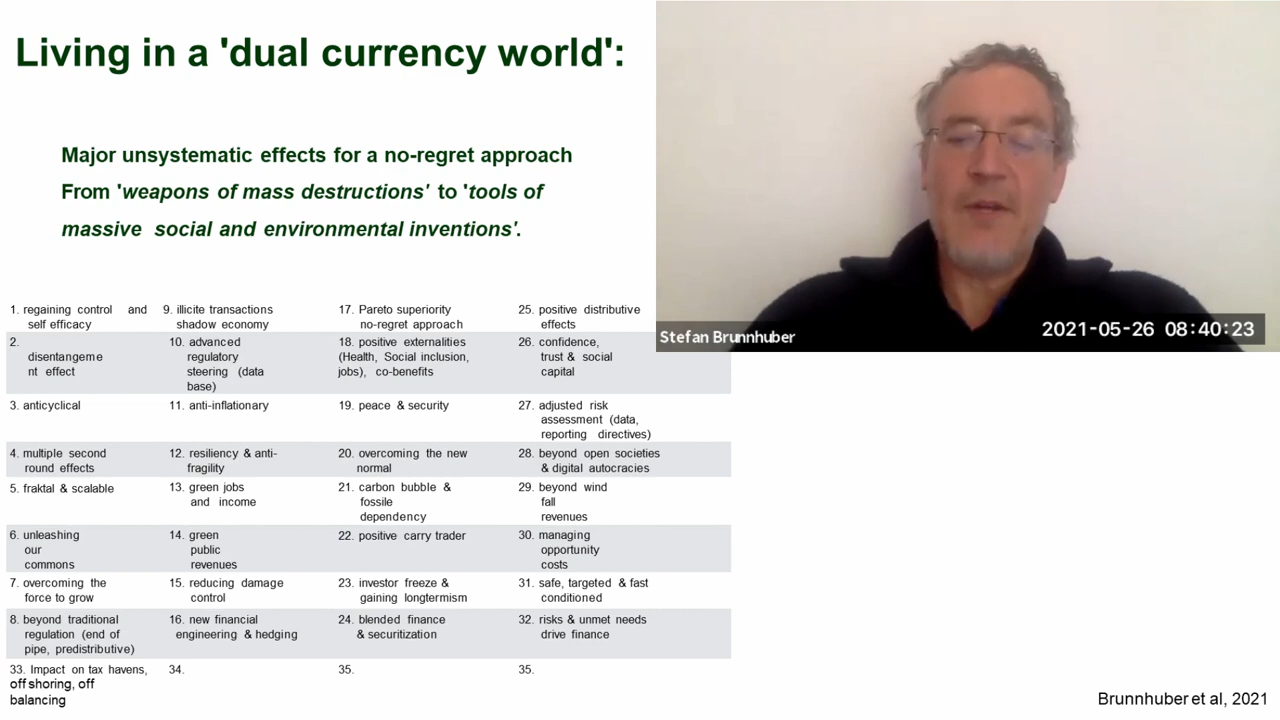 Living in a 'dual currency world':
Major unsystematic effects for a no-regret approach
From 'weapons of mass destructions' to 'tools of
massive social and environmental inventions'.
Stefan Brunnhuber
2021-05-26 08:40:23
1. regaining control and
self efficacy
9. illicite transactions
shadow economy
17. Pareto superiority
no-regret approach
25. positive distributive
effects
2.
disentangeme
nt effect
10. advanced
regulatory
steering (data
base)
18. positive externalities
(Health, Social inclusion,
jobs), co-benefits
26. confidence,
trust & social
capital
3. anticyclical
11. anti-inflationary
19. peace & security
27. adjusted risk
assessment (data,
reporting directives)
4. multiple second
round effects
12. resiliency & anti-
fragility
20. overcoming the new
normal
28. beyond open societies
& digital autocracies
5. fraktal & scalable
13. green jobs
and income
21. carbon bubble &
fossile
dependency
29. beyond wind
fall
revenues
6. unleashing
our
commons
14. green
public
revenues
22. positive carry trader
30. managing
opportunity
costs
7. overcoming the
force to grow
15. reducing damage
control
23. investor freeze &
gaining longtermism
31. safe, targeted & fast
conditioned
8. beyond traditional
regulation (end of
pipe, predistributive)
16. new financial
engineering & hedging
24. blended finance
& securitization
32. risks & unmet needs
drive finance
33. Impact on tax havens,
off shoring, off
balancing
34.
35.
35.
Brunnhuber et al, 2021